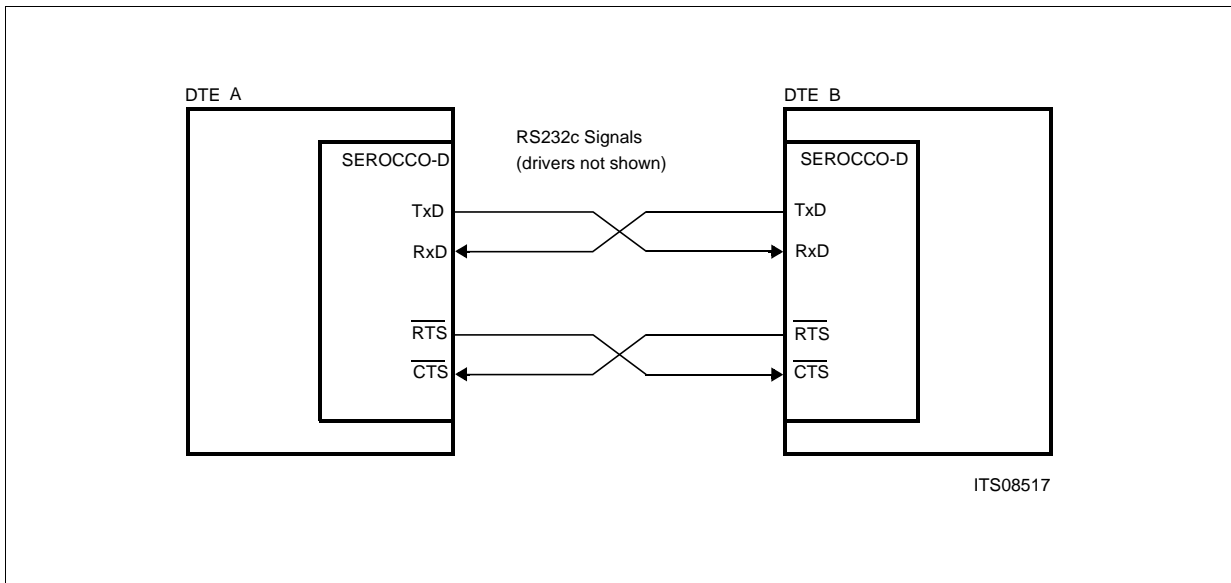 DTE A
DTE B
RS232c Signals
(drivers not shown)
SEROCCO-D
SEROCCO-D
TxD
TxD
RxD
RxD
RTS
RTS
CTS
CTS
ITS08517